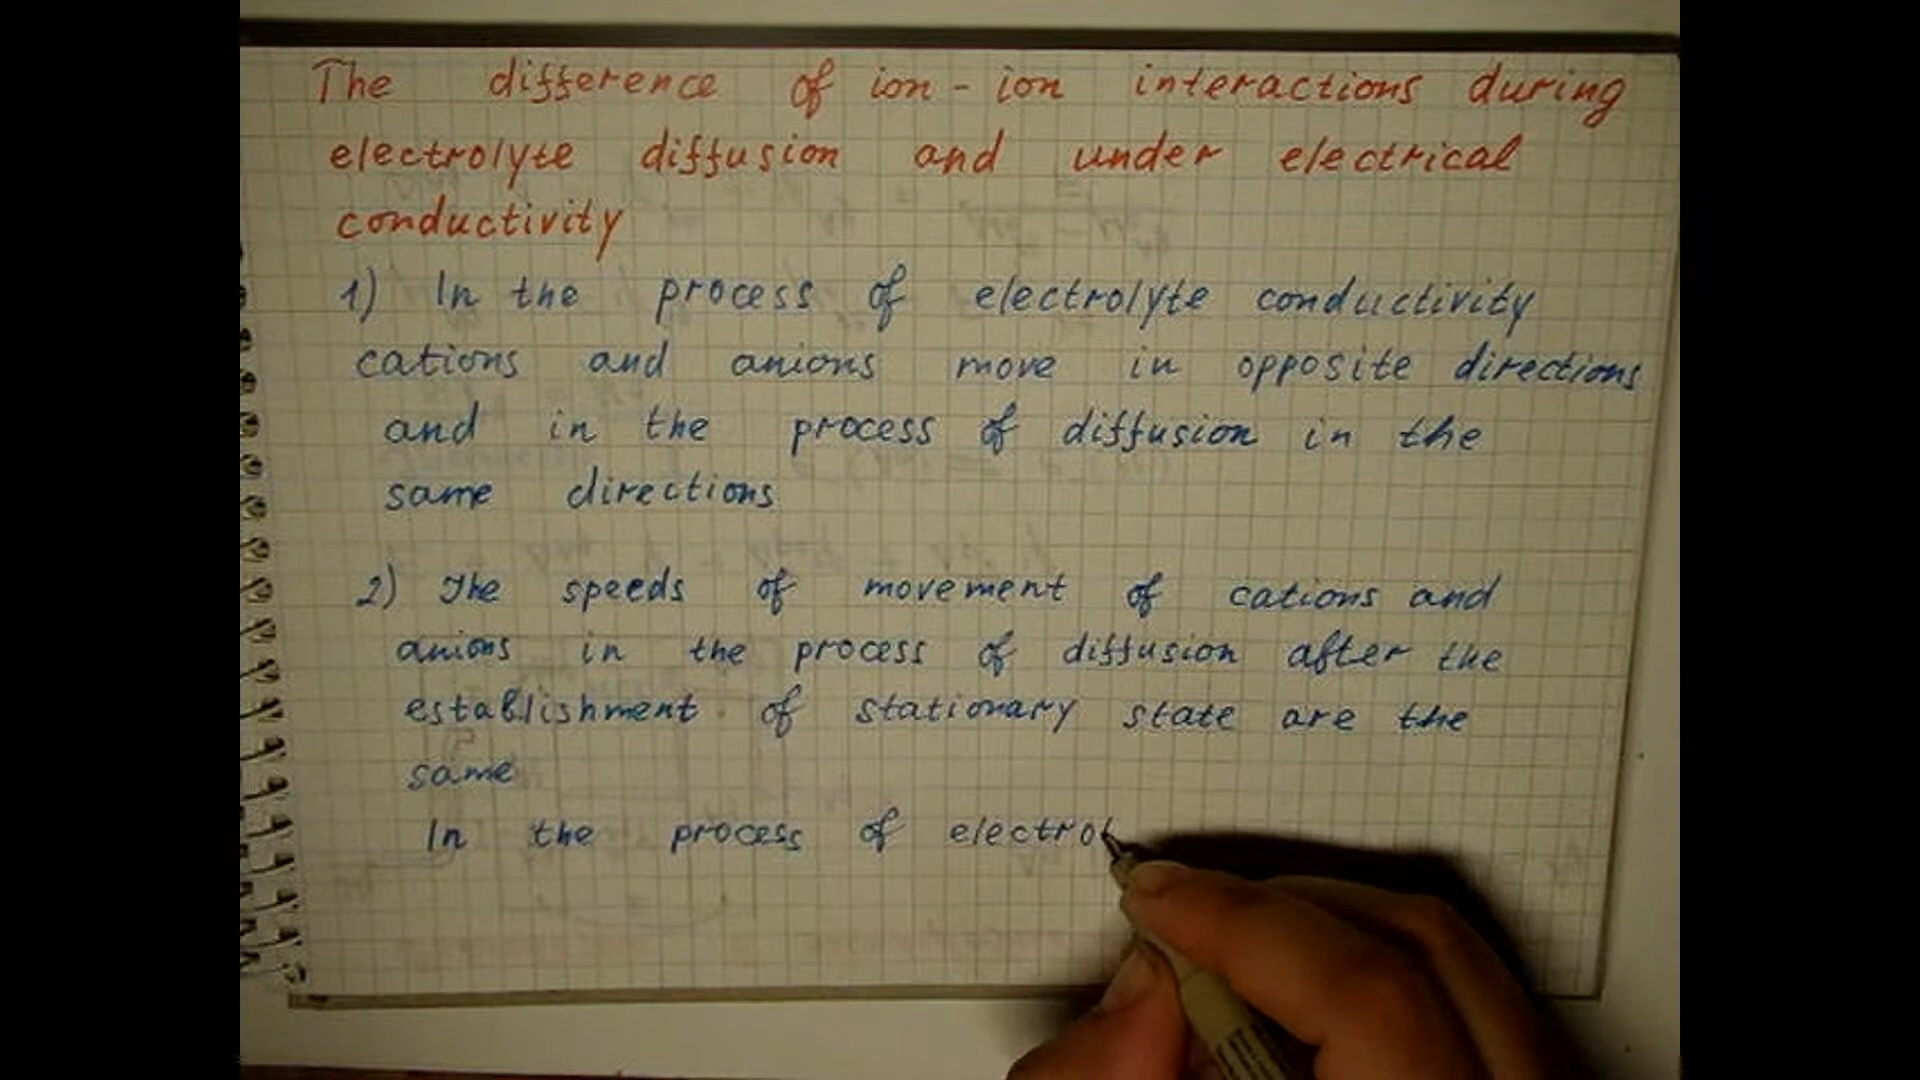 The difference of ion - ion interactions during
electrolyte diffusion and under electrical
conductivity
1) In the process of electrolyte conductivity
cations and anions move in opposite directions
and in the process of diffusion in the
same directions
2) The speeds of movement of cations and
anions in the process of diffusion after the
establishment of stationary state are the
same
In the process of electrol